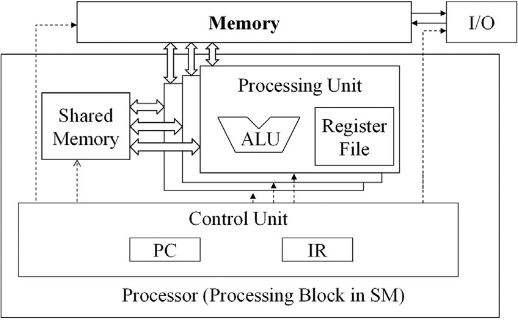 Memory
I/O
Processing Unit
Shared
Memory
ALU
Register
File
Control Unit
PC
IR
Processor (Processing Block in SM)